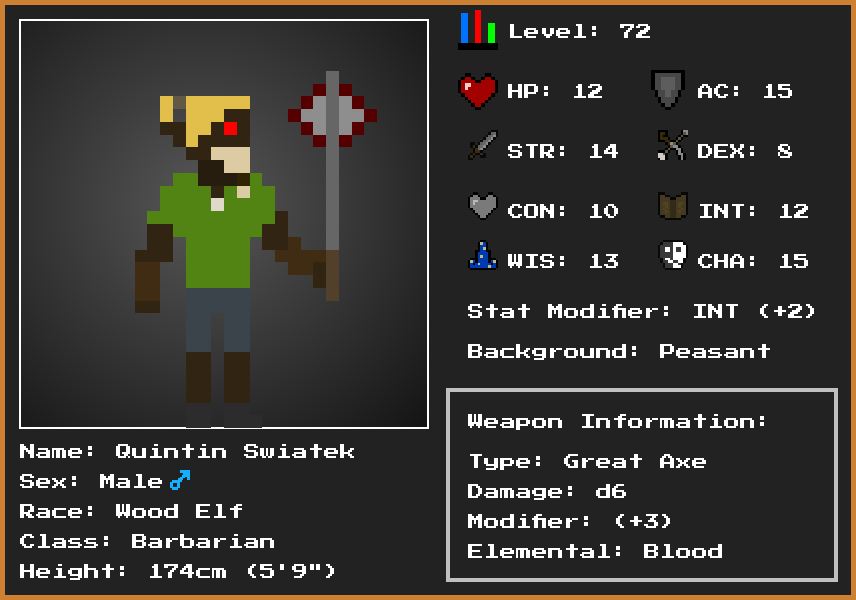 Level: 72
HP: 12 AC: 15
STR: 14 DEX: 8
CON: 10 INT: 12
WIS: 13 CHA: 15
Stat Modifier: INT (+2)
Background: Peasant
Weapon Information:
Type: Great Axe
Damage: d6
Modifier: (+3)
Elemental: Blood
Name: Quintin Swiatek
Sex: Male ♂
Race: Wood Elf
Class: Barbarian
Height: 174cm (5'9")